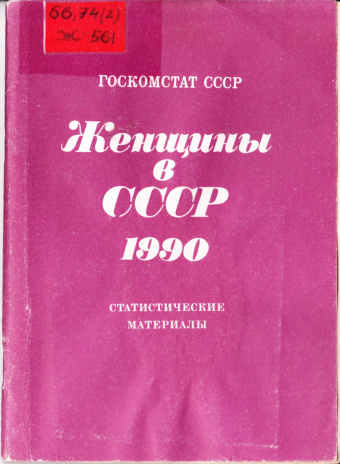 66,74(2)
Ж 561
ГОСКОМСТАТ СССР
Женщины
в
СССР
1990
СТАТИСТИЧЕСКИЕ
МАТЕРИАЛЫ